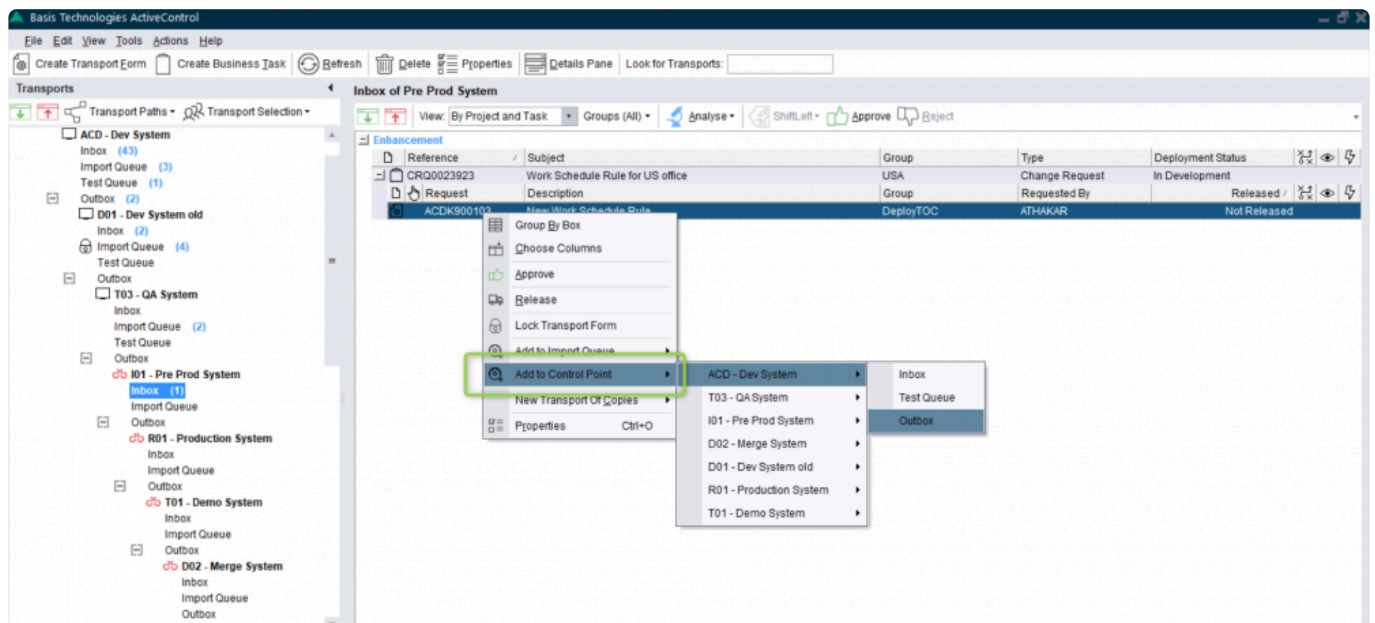 Basis Technologies ActiveControl
File Edit View Tools Actions Help
Create Transport Form Create Business Task Refresh Delete Properties Details Pane Look for Transports:
Transports
Transport Paths Transport Selection
ACD - Dev System
Inbox (43)
Import Queue (3)
Test Queue (1)
Outbox (2)
D01 - Dev System old
Inbox (2)
Import Queue (4)
Test Queue
Outbox
T03 - QA System
Inbox
Import Queue (2)
Test Queue
Outbox
I01 - Pre Prod System
Inbox (1)
Import Queue
Outbox
R01 - Production System
Inbox
Import Queue
Outbox
T01 - Demo System
Inbox
Import Queue
Outbox
D02 - Merge System
Inbox
Import Queue
Outbox
Inbox of Pre Prod System
View: By Project and Task Groups (All) Analyse ShiftLeft Approve Reject
Enhancement
Reference / Subject Group Type Deployment Status
CRQ0023923 Work Schedule Rule for US office USA Change Request In Development
Request Description Group Requested By Released /
ACDK900103 New Work Schedule Rule DeployTOC ATHAKAR Not Released
Group By Box
Choose Columns
Approve
Release
Lock Transport Form
Add to Import Queue
Add to Control Point
New Transport Of Copies
Properties Ctrl+O
ACD - Dev System
T03 - QA System
I01 - Pre Prod System
D02 - Merge System
D01 - Dev System old
R01 - Production System
T01 - Demo System
Inbox
Test Queue
Outbox